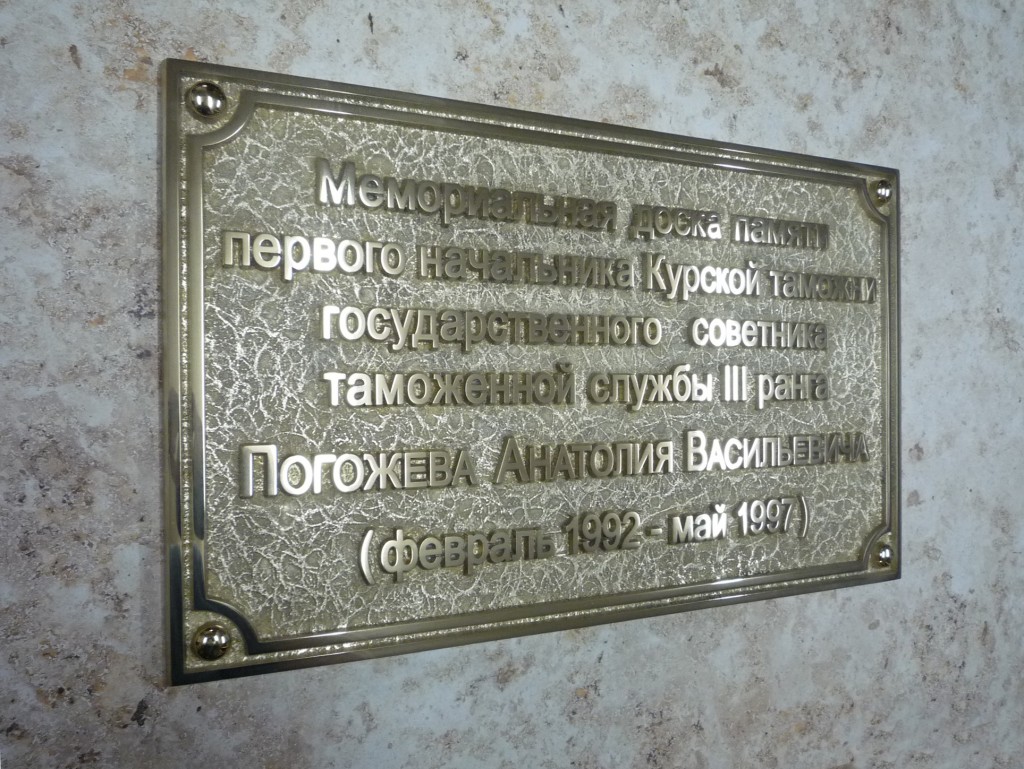 Мемориальная доска памяти
первого начальника Курской таможни
государственного советника
таможенной службы III ранга
ПОГОЖЕВА АНАТОЛИЯ ВАСИЛЬЕВИЧА
(февраль 1992 - май 1997)